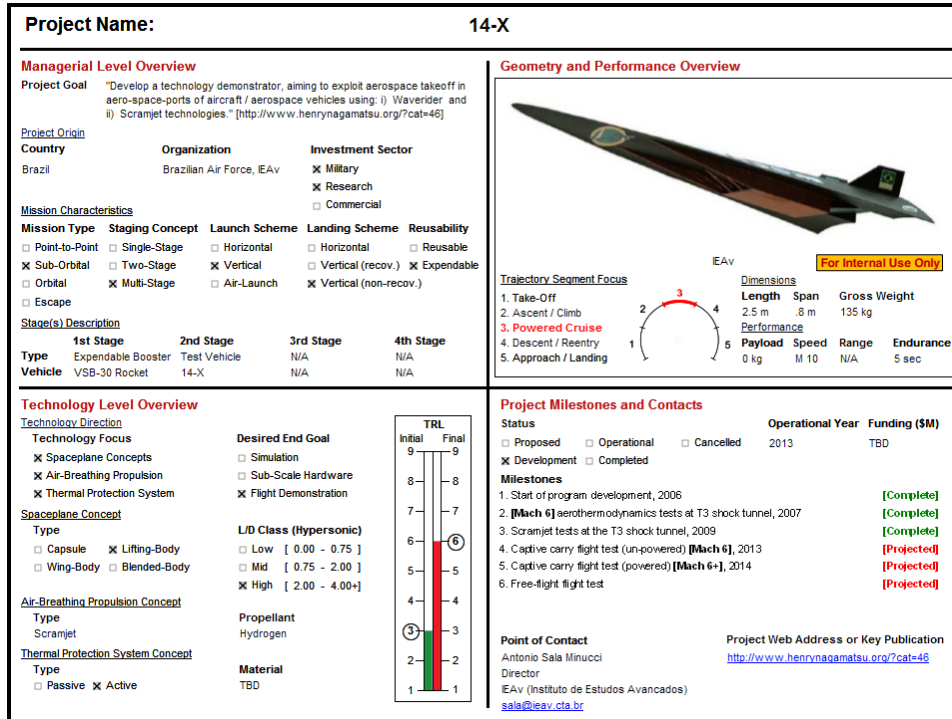 Project Name: 14-X
Managerial Level Overview
Project Goal "Develop a technology demonstrator, aiming to exploit aerospace takeoff in
aero-space-ports of aircraft / aerospace vehicles using: i) Waverider and
ii) Scramjet technologies." [http://www.henrynagamatsu.org/?cat=46]
Project Origin
Country Organization Investment Sector
Brazil Brazilian Air Force, IEAv Military
Research
Commercial
Mission Characteristics
Mission Type Staging Concept Launch Scheme Landing Scheme Reusability
Point-to-Point Single-Stage Horizontal Horizontal Reusable
Sub-Orbital Two-Stage Vertical Vertical (recov.) Expendable
Orbital Multi-Stage Air-Launch Vertical (non-recov.)
Escape
Stage(s) Description
1st Stage 2nd Stage 3rd Stage 4th Stage
Type Expendable Booster Test Vehicle N/A N/A
Vehicle VSB-30 Rocket 14-X N/A N/A
Geometry and Performance Overview
IEAv
For Internal Use Only
Trajectory Segment Focus
1. Take-Off
2. Ascent / Climb
3. Powered Cruise
4. Descent / Reentry
5. Approach / Landing
1 2 3 4 5
Dimensions
Length Span Gross Weight
2.5 m .8 m 135 kg
Performance
Payload Speed Range Endurance
0 kg M 10 N/A 5 sec
Technology Level Overview
Technology Direction
Technology Focus Desired End Goal
Spaceplane Concepts Simulation
Air-Breathing Propulsion Sub-Scale Hardware
Thermal Protection System Flight Demonstration
Spaceplane Concept
Type L/D Class (Hypersonic)
Capsule Lifting-Body Low [ 0.00 - 0.75 ]
Wing-Body Blended-Body Mid [ 0.75 - 2.00 ]
High [ 2.00 - 4.00+]
Air-Breathing Propulsion Concept
Type Propellant
Scramjet Hydrogen
Thermal Protection System Concept
Type Material
Passive Active TBD
TRL
Initial Final
9 9
8 8
7 7
6 6
5 5
4 4
3 3
2 2
1 1
Project Milestones and Contacts
Status Operational Year Funding ($M)
Proposed Operational Cancelled 2013 TBD
Development Completed
Milestones
1. Start of program development, 2006 [Complete]
2. [Mach 6] aerothermodynamics tests at T3 shock tunnel, 2007 [Complete]
3. Scramjet tests at the T3 shock tunnel, 2009 [Complete]
4. Captive carry flight test (un-powered) [Mach 6], 2013 [Projected]
5. Captive carry flight test (powered) [Mach 6+], 2014 [Projected]
6. Free-flight flight test [Projected]
Point of Contact Project Web Address or Key Publication
Antonio Sala Minucci http://www.henrynagamatsu.org/?cat=46
Director
IEAv (Instituto de Estudos Avancados)
sala@ieav.cta.br